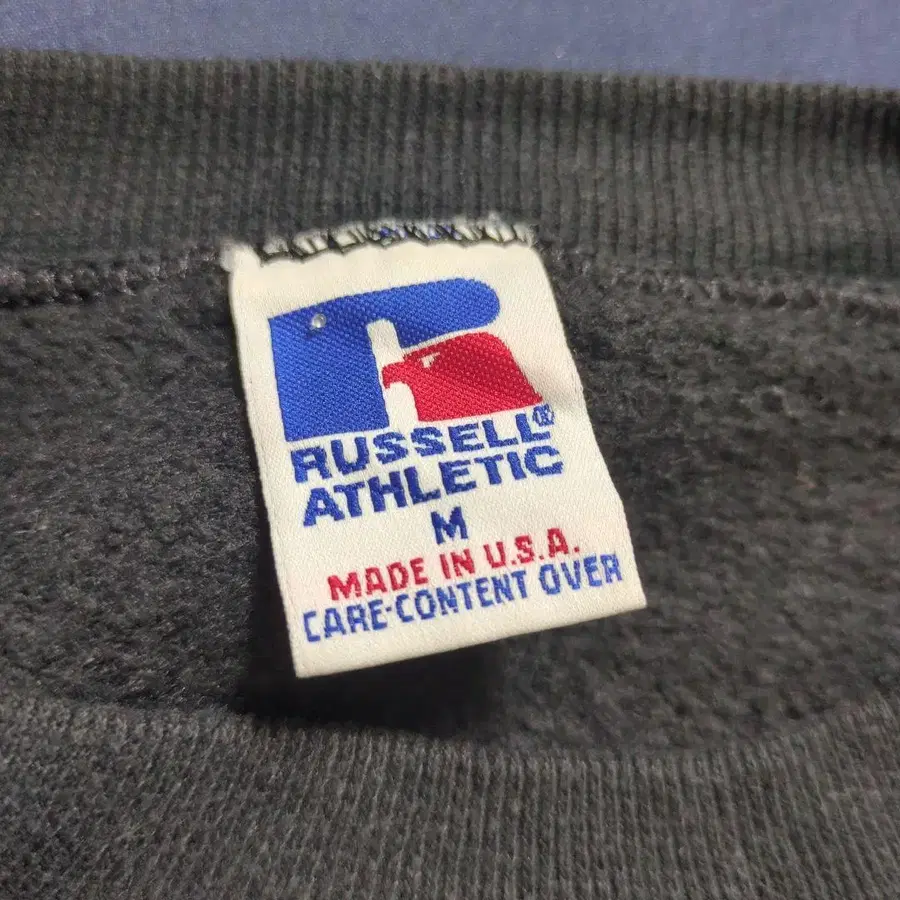 RUSSELL®
ATHLETIC
M
MADE IN U.S.A.
CARE-CONTENT OVER